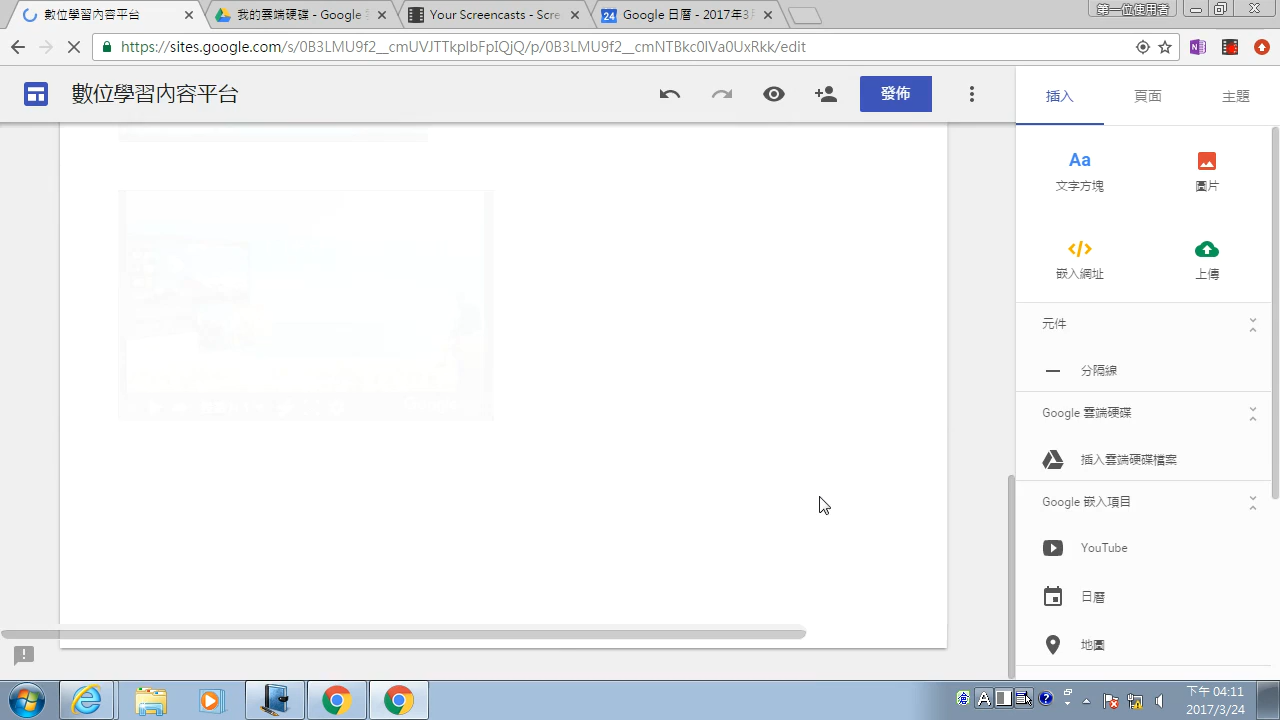 數位學習內容平台
我的雲端硬碟 - Google
Your Screencasts - Scre
24
Google 日曆 - 2017年3
第一位使用者
https://sites.google.com/s/0B3LMU9f2__cmUVJTTkpIbFpIQjQ/p/0B3LMU9f2__cmNTBkc0lVa0UxRkk/edit
數位學習內容平台
發佈
插入
頁面
主題
Aa
文字方塊
圖片
嵌入網址
上傳
元件
分隔線
Google 雲端硬碟
插入雲端硬碟檔案
Google 嵌入項目
YouTube
日曆
地圖
A
下午 04:11
2017/3/24